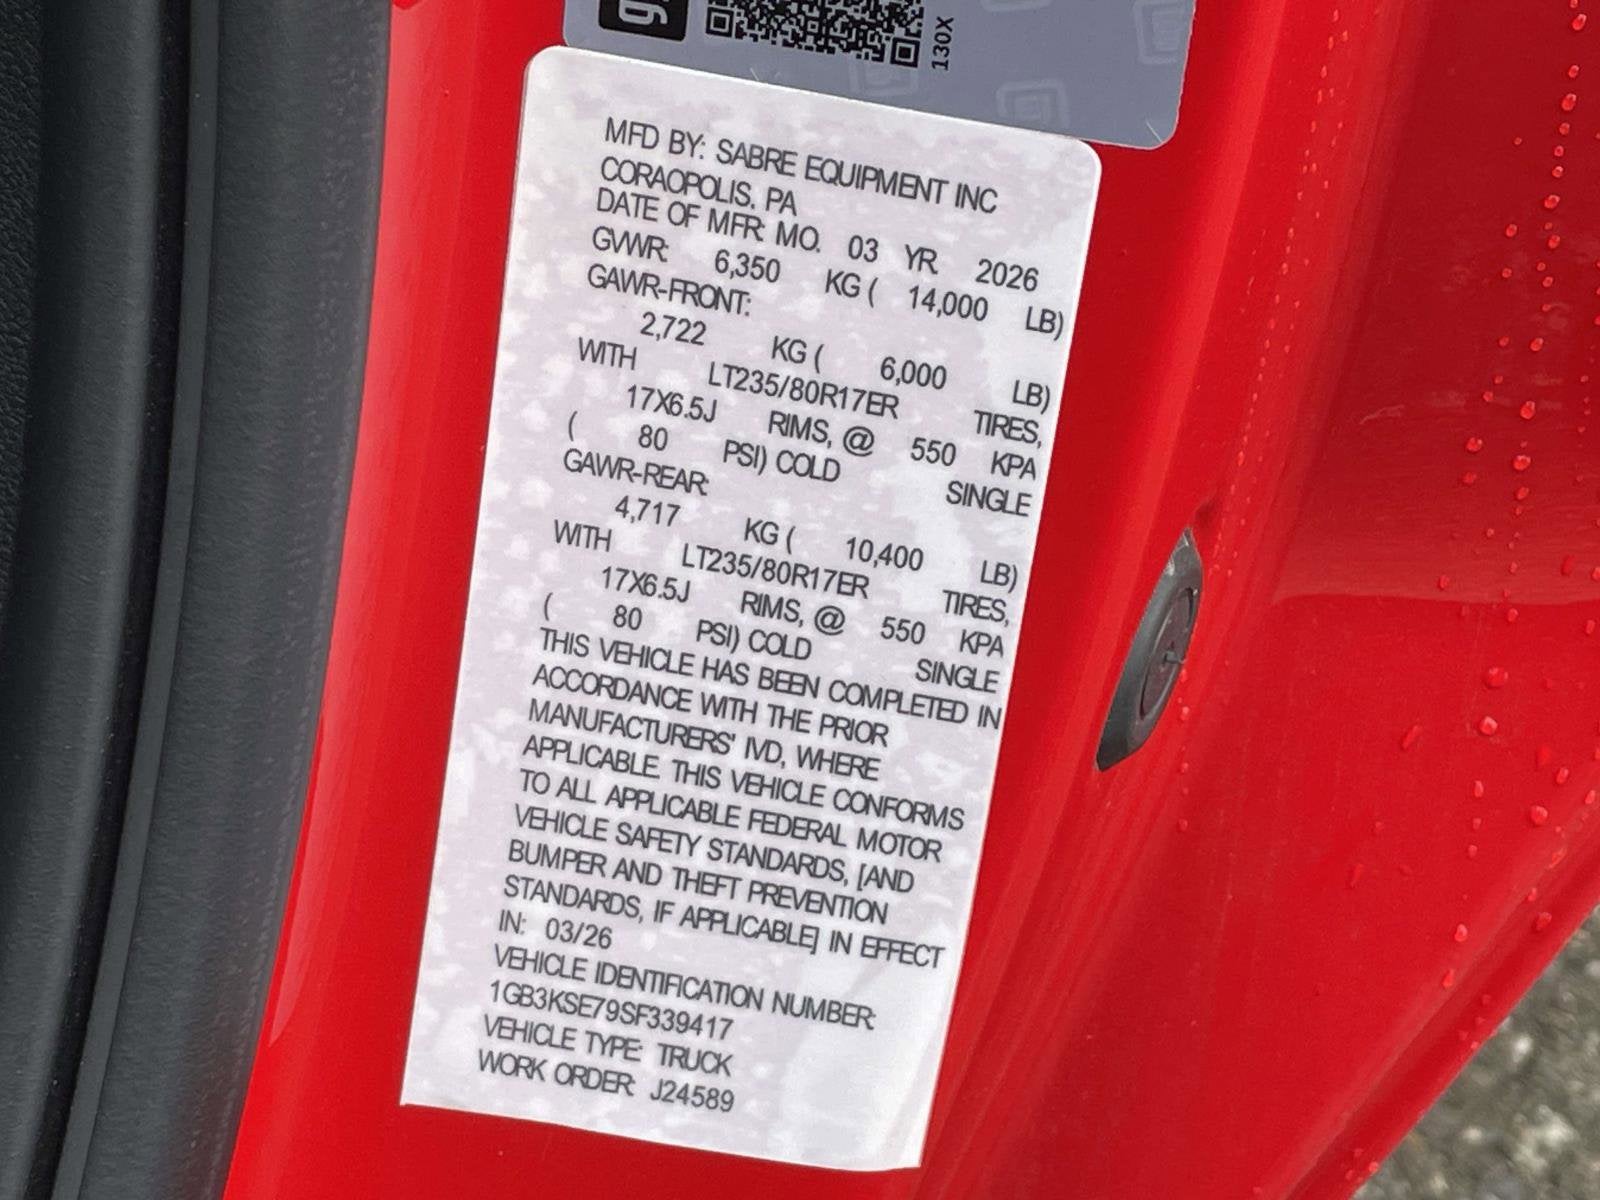 130X
MFD BY: SABRE EQUIPMENT INC
CORAOPOLIS, PA
DATE OF MFR: MO. 03 YR. 2026
GVWR: 6,350 KG ( 14,000 LB)
GAWR-FRONT:
2,722 KG ( 6,000 LB)
WITH LT235/80R17ER TIRES,
17X6.5J RIMS, @ 550 KPA
( 80 PSI) COLD SINGLE
GAWR-REAR:
4,717 KG ( 10,400 LB)
WITH LT235/80R17ER TIRES,
17X6.5J RIMS, @ 550 KPA
( 80 PSI) COLD SINGLE
THIS VEHICLE HAS BEEN COMPLETED IN
ACCORDANCE WITH THE PRIOR
MANUFACTURERS' IVD, WHERE
APPLICABLE. THIS VEHICLE CONFORMS
TO ALL APPLICABLE FEDERAL MOTOR
VEHICLE SAFETY STANDARDS, [AND
BUMPER AND THEFT PREVENTION
STANDARDS, IF APPLICABLE] IN EFFECT
IN: 03/26
VEHICLE IDENTIFICATION NUMBER:
1GB3KSE79SF339417
VEHICLE TYPE: TRUCK
WORK ORDER: J24589